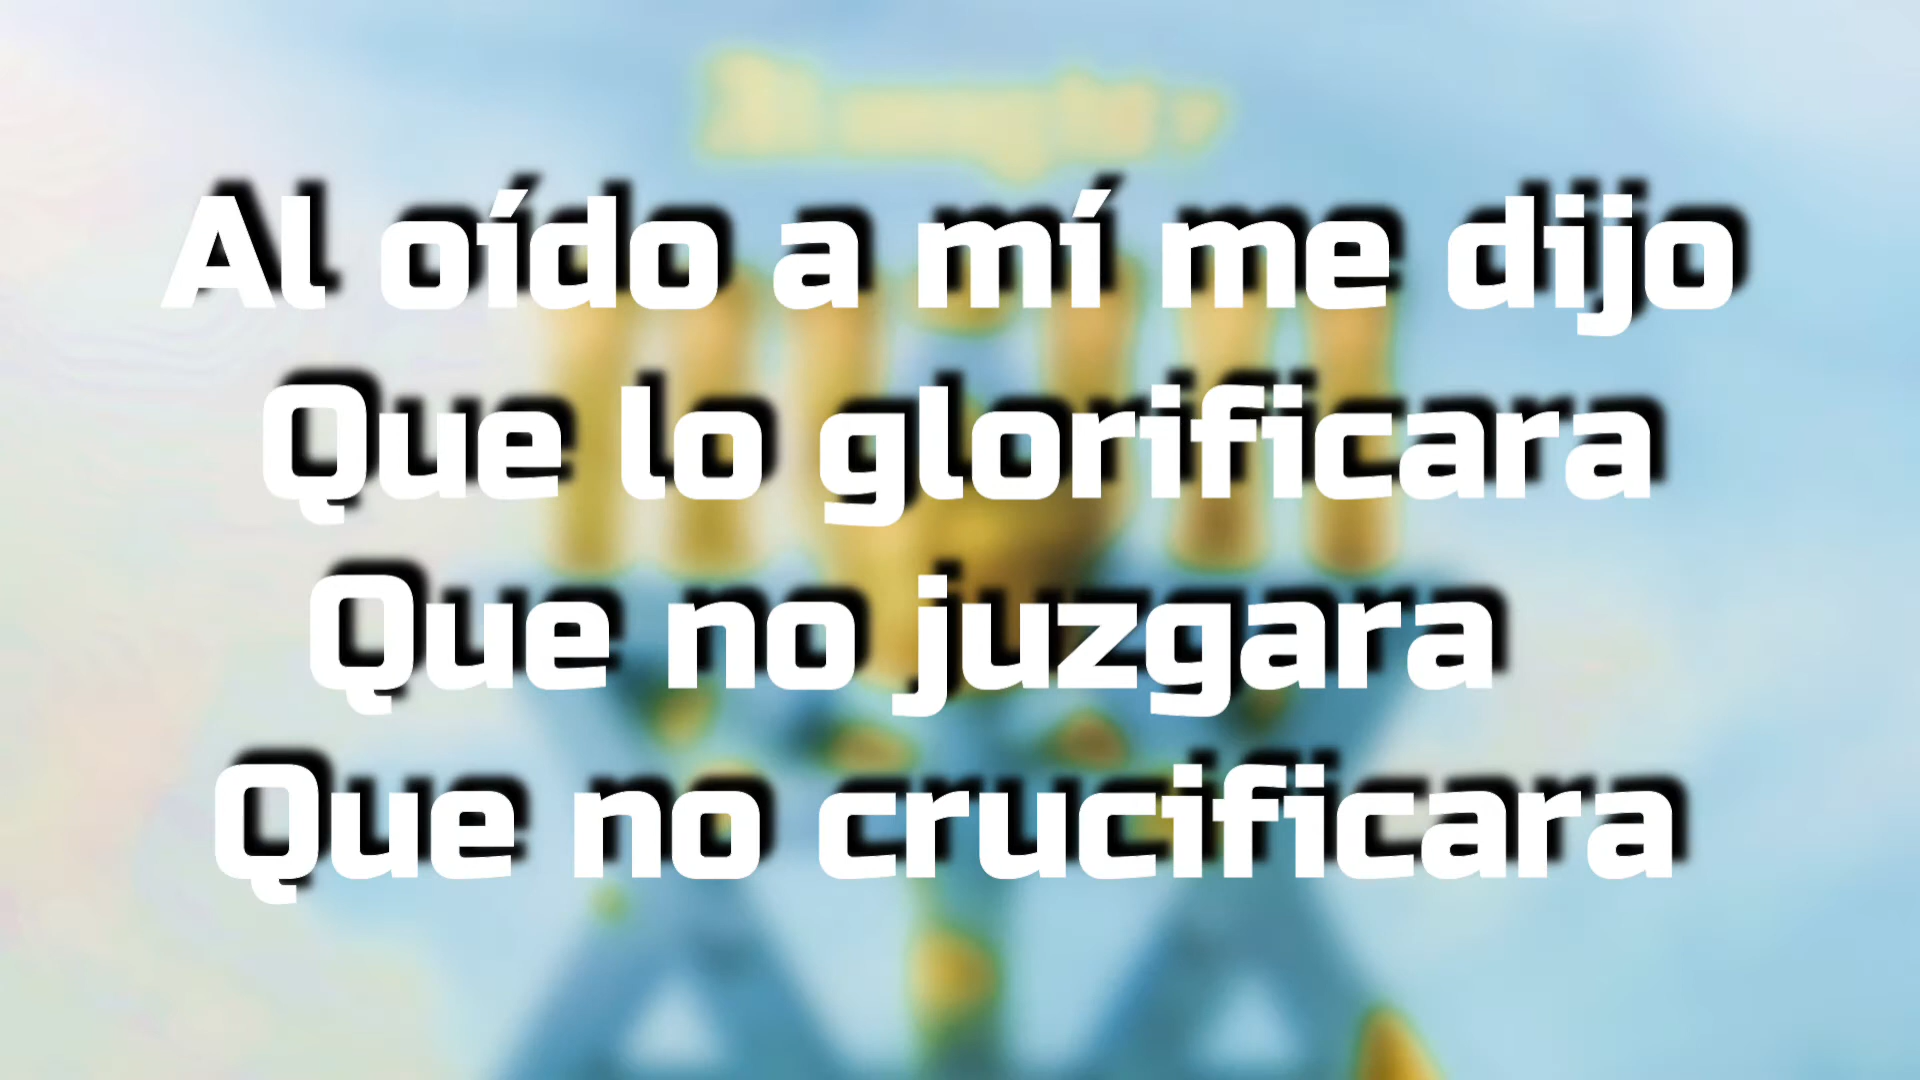 Al oído a mí me dijo
Que lo glorificara
Que no juzgara
Que no crucificara